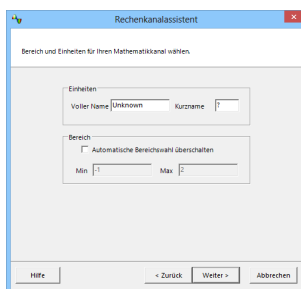 Rechenkanalassistent
Bereich und Einheiten für Ihren Mathematikkanal wählen.
Einheiten
Voller Name Unknown Kurzname ?
Bereich
Automatische Bereichswahl überschalten
Min -1 Max 2
Hilfe < Zurück Weiter > Abbrechen